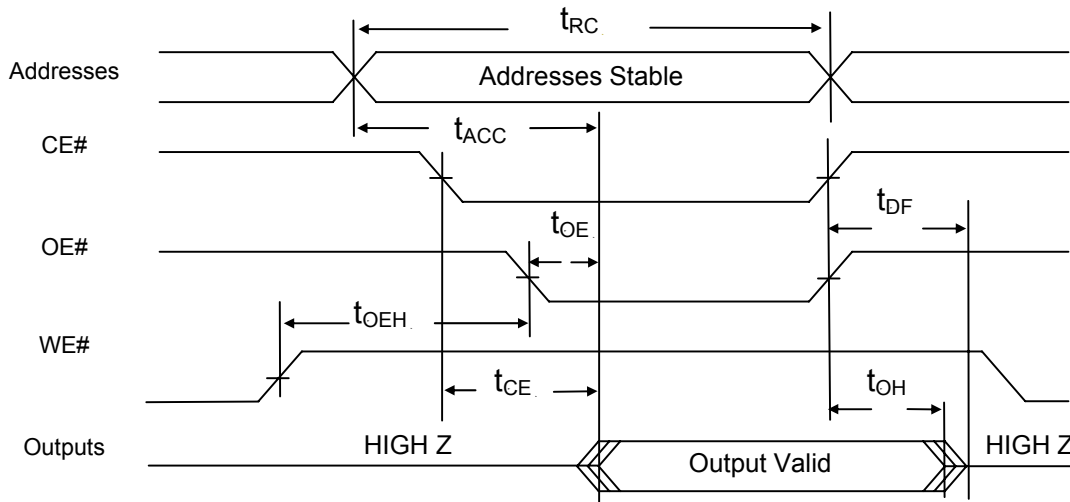 tRC
Addresses
Addresses Stable
tACC
CE#
tDF
tOE
OE#
tOEH
WE#
tCE
tOH
HIGH Z
HIGH Z
Outputs
Output Valid